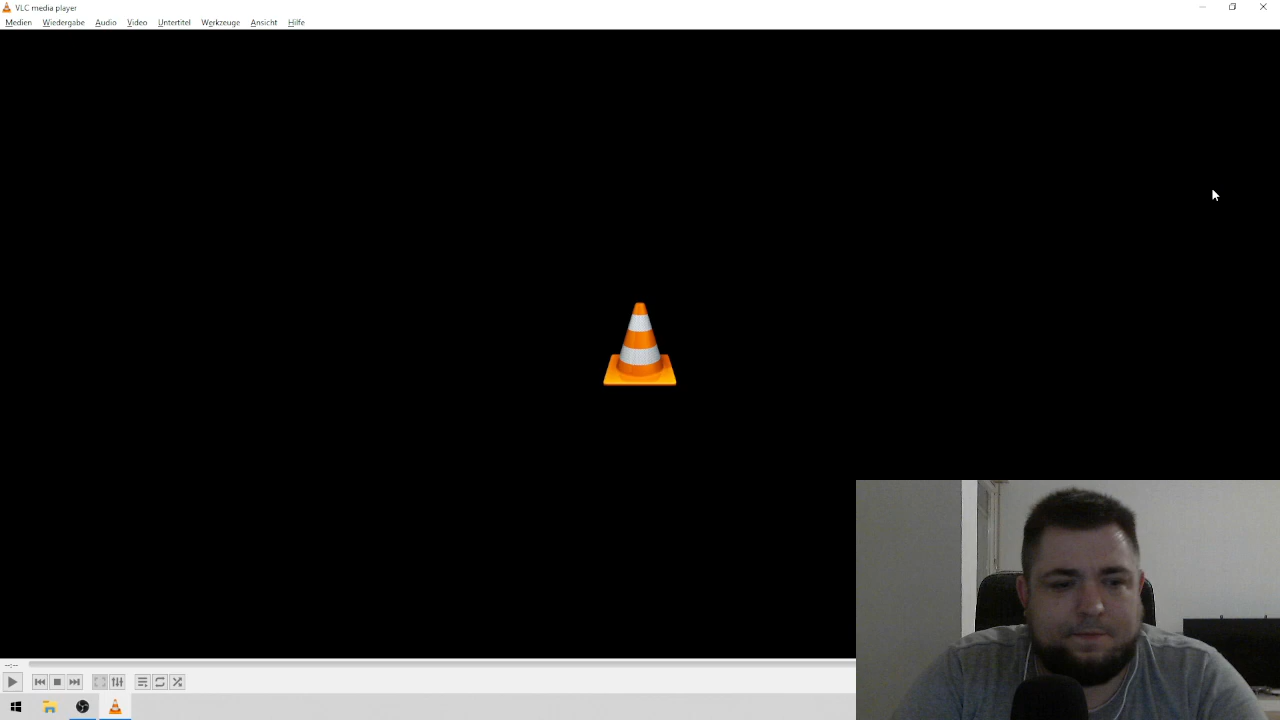 VLC media player
Medien Wiedergabe Audio Video Untertitel Werkzeuge Ansicht Hilfe
--:--